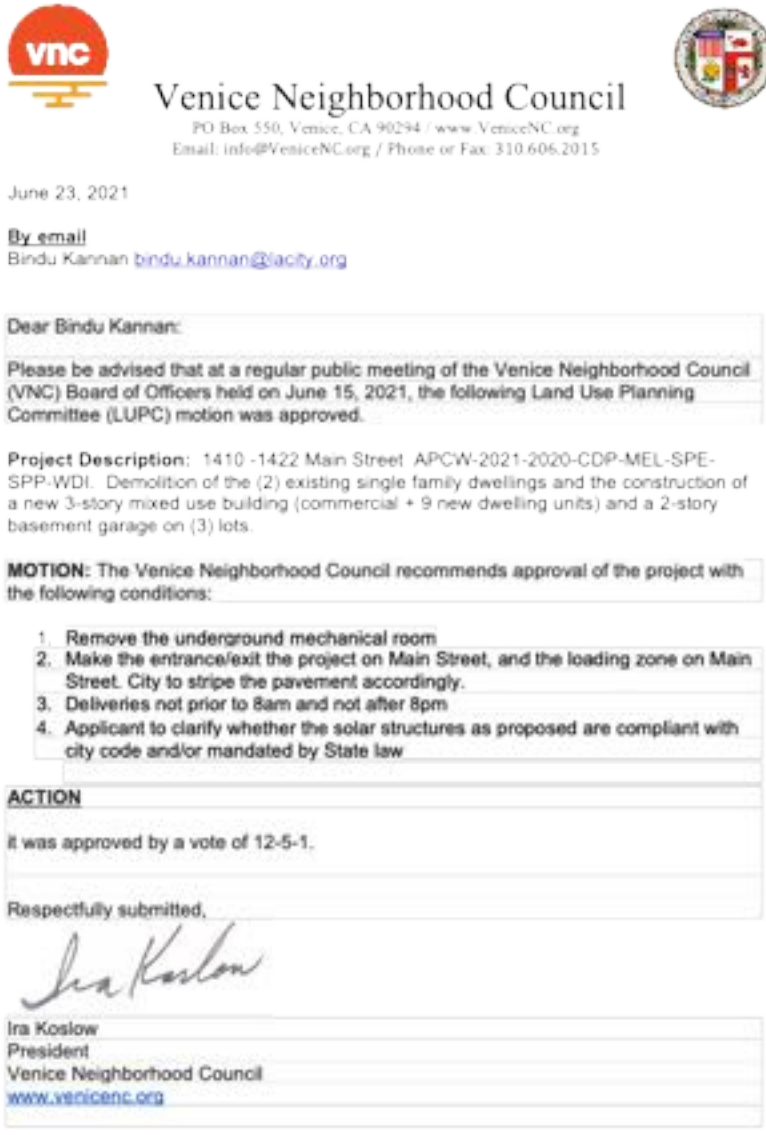 vnc
Venice Neighborhood Council
PO Box 550, Venice, CA 90294 / www.VeniceNC.org
Email: info@VeniceNC.org / Phone or Fax: 310.606.2015
June 23, 2021
By email
Bindu Kannan bindu.kannan@lacity.org
Dear Bindu Kannan:
Please be advised that at a regular public meeting of the Venice Neighborhood Council
(VNC) Board of Officers held on June 15, 2021, the following Land Use Planning
Committee (LUPC) motion was approved.
Project Description: 1410 -1422 Main Street APCW-2021-2020-CDP-MEL-SPE-
SPP-WDI. Demolition of the (2) existing single family dwellings and the construction of
a new 3-story mixed use building (commercial + 9 new dwelling units) and a 2-story
basement garage on (3) lots.
MOTION: The Venice Neighborhood Council recommends approval of the project with
the following conditions:
1. Remove the underground mechanical room
2. Make the entrance/exit the project on Main Street, and the loading zone on Main
Street. City to stripe the pavement accordingly.
3. Deliveries not prior to 8am and not after 8pm
4. Applicant to clarify whether the solar structures as proposed are compliant with
city code and/or mandated by State law
ACTION
it was approved by a vote of 12-5-1.
Respectfully submitted,
Ira Koslow
Ira Koslow
President
Venice Neighborhood Council
www.venicenc.org